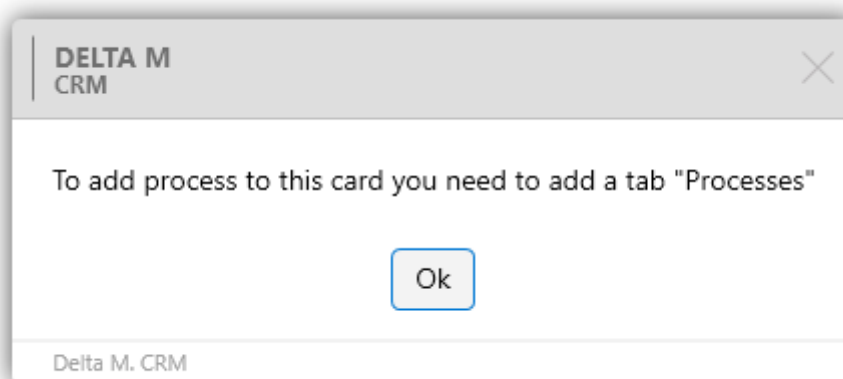 DELTA M
CRM
To add process to this card you need to add a tab "Processes"
Ok
Delta M. CRM